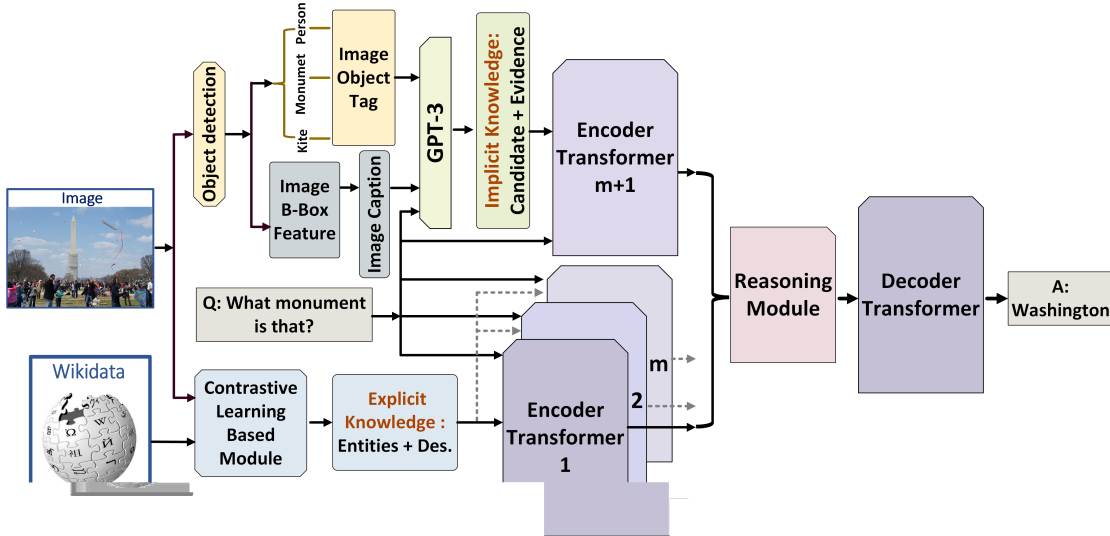 Image
Object detection
Person
Monumet
Kite
Image
Object
Tag
Image
B-Box
Feature
Image Caption
GPT-3
Implicit Knowledge:
Candidate + Evidence
Encoder
Transformer
m+1
Q: What monument
is that?
Wikidata
Contrastive
Learning
Based
Module
Explicit
Knowledge :
Entities + Des.
m
2
Encoder
Transformer
1
Reasoning
Module
Decoder
Transformer
A:
Washington